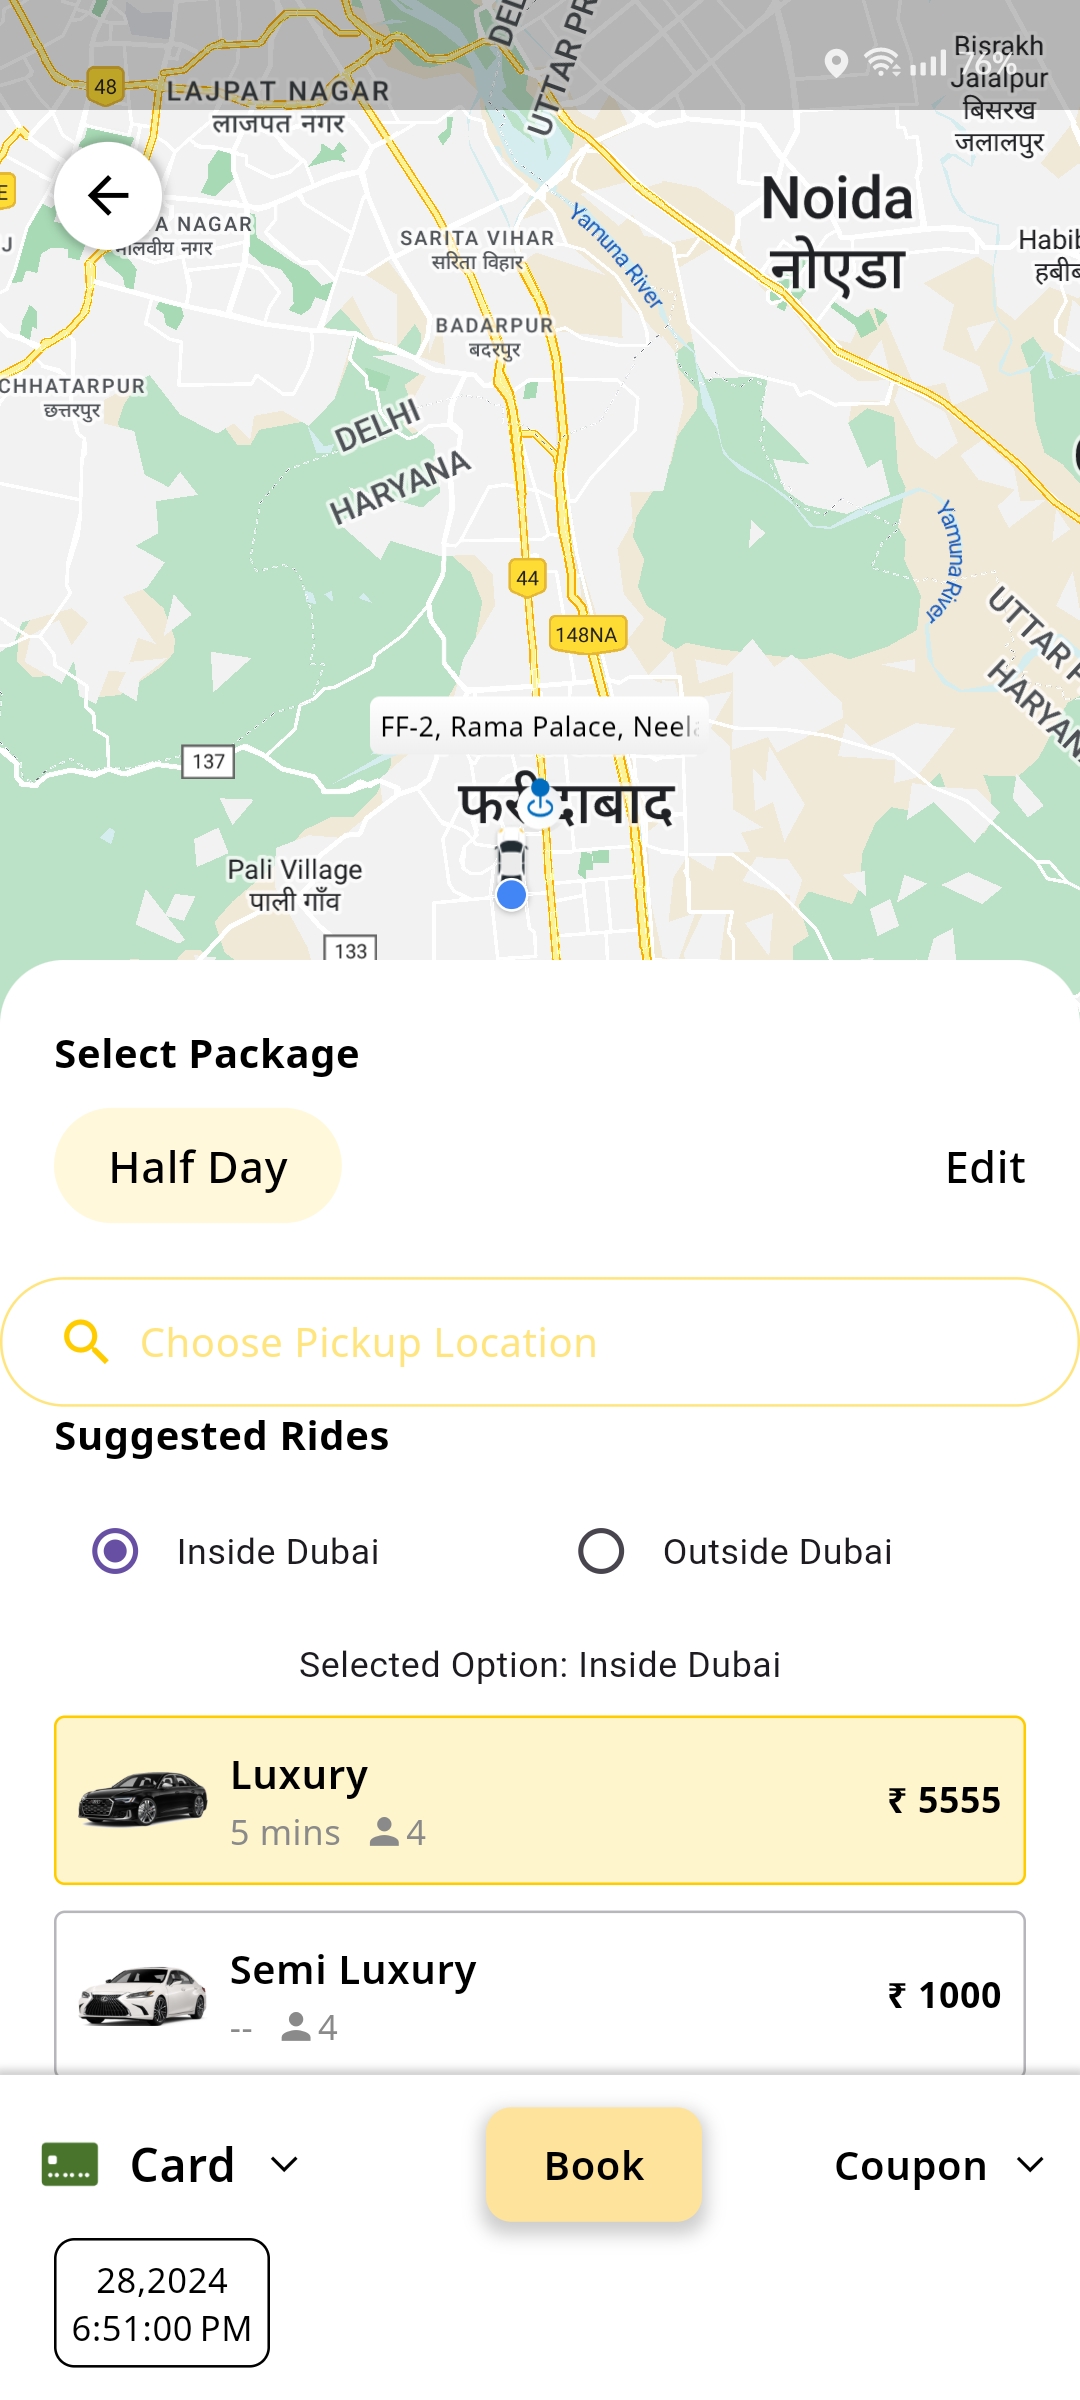 DEL
UTTAR PR
Bisrakh
Jalalpur
बिसरख
जलालपुर
76%
48
LAJPAT NAGAR
लाजपत नगर
E
A NAGAR
मालवीय नगर
J
SARITA VIHAR
सरिता विहार
Yamuna River
Noida
नोएडा
Habib
हबीब
BADARPUR
बदरपुर
CHHATARPUR
छत्तरपुर
DELHI
HARYANA
Yamuna River
44
148NA
UTTAR P
HARYAN
FF-2, Rama Palace, Neela
137
Pali Village
पाली गाँव
133
Select Package
Half Day
Edit
Choose Pickup Location
Suggested Rides
Inside Dubai
Outside Dubai
Selected Option: Inside Dubai
Luxury
₹ 5555
5 mins 4
Semi Luxury
₹ 1000
-- 4
Card
Book
Coupon
28,2024
6:51:00 PM